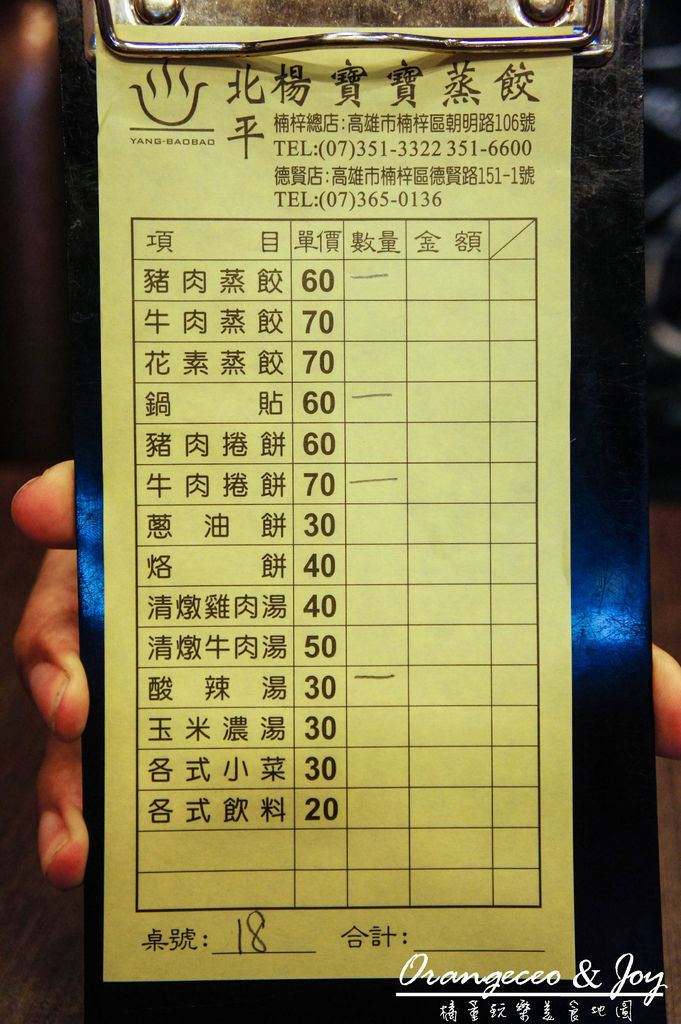 北平楊寶寶蒸餃
YANG-BAOBAO
楠梓總店:高雄市楠梓區朝明路106號
TEL:(07)351-3322 351-6600
德賢店:高雄市楠梓區德賢路151-1號
TEL:(07)365-0136
項目 單價 數量 金額
豬肉蒸餃 60 一
牛肉蒸餃 70
花素蒸餃 70
鍋貼 60 一
豬肉捲餅 60
牛肉捲餅 70 一
蔥油餅 30
烙餅 40
清燉雞肉湯 40
清燉牛肉湯 50
酸辣湯 30 一
玉米濃湯 30
各式小菜 30
各式飲料 20
桌號: 18 合計:
Orangeceo & Joy
橘董玩樂美食地圖